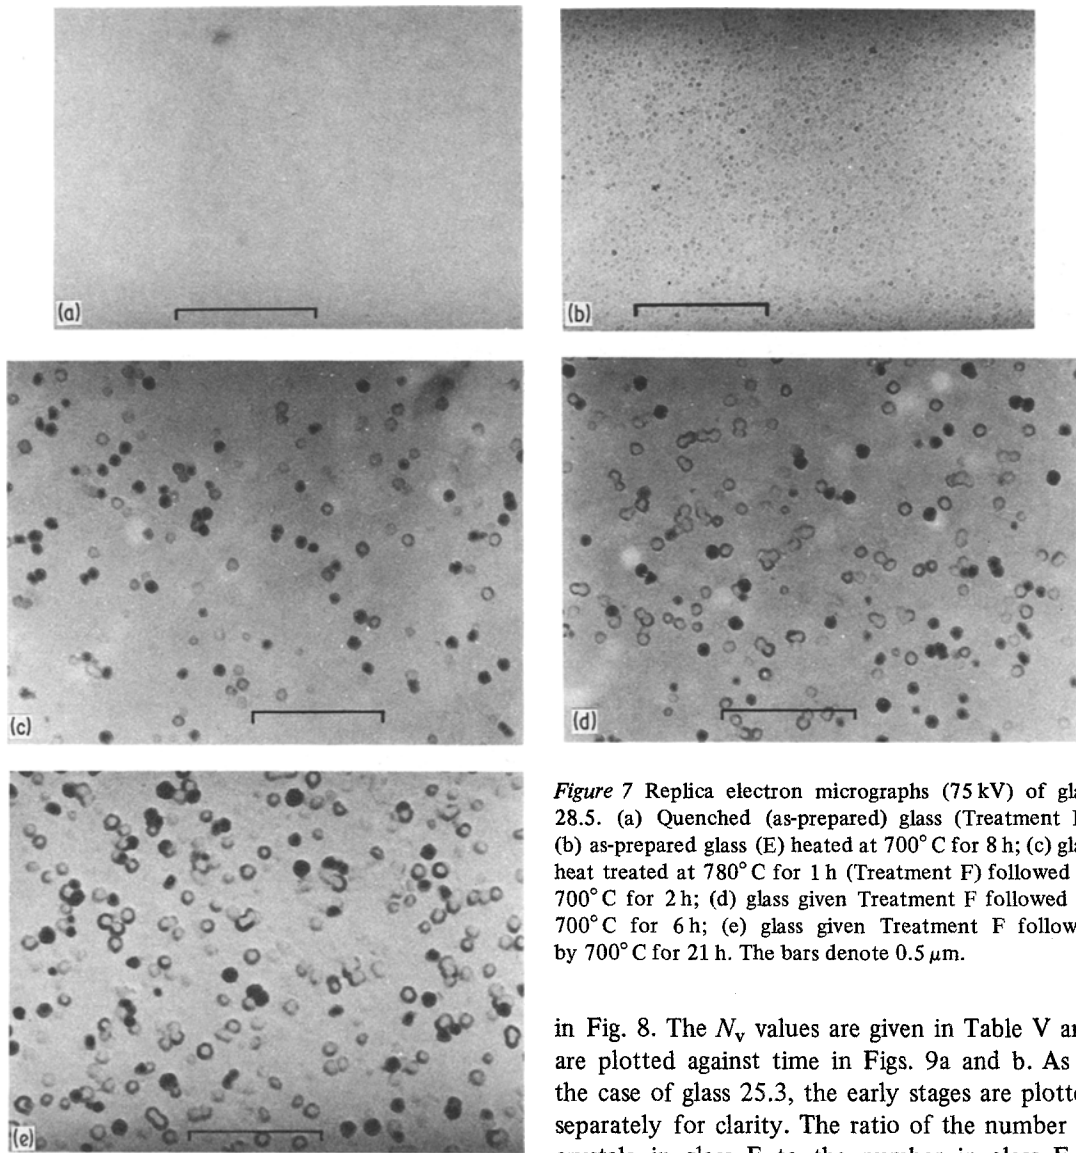 (a)
(b)
(c)
(d)
(e)
Figure 7 Replica electron micrographs (75 kV) of
28.5. (a) Quenched (as-prepared) glass (Treatment
(b) as-prepared glass (E) heated at 700° C for 8 h; (c)
heat treated at 780° C for 1 h (Treatment F) followed
700° C for 2 h; (d) glass given Treatment F followed
700° C for 6 h; (e) glass given Treatment F
by 700° C for 21 h. The bars denote 0.5 μm.
in Fig. 8. The Nv values are given in Table V
are plotted against time in Figs. 9a and b. As
the case of glass 25.3, the early stages are
separately for clarity. The ratio of the number